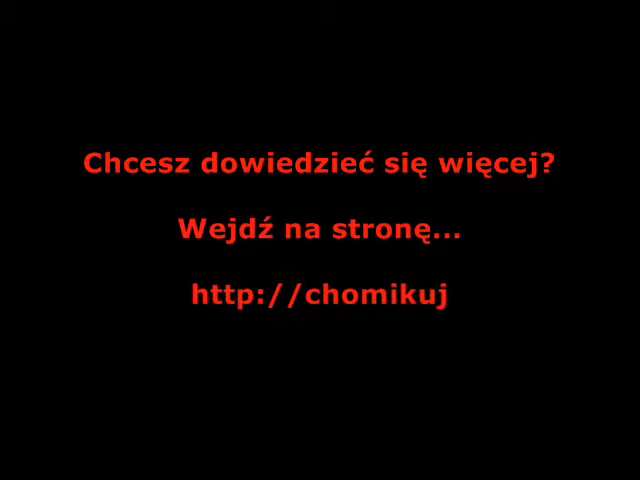 Chcesz dowiedzieć się więcej?
Wejdź na stronę...
http://chomikuj